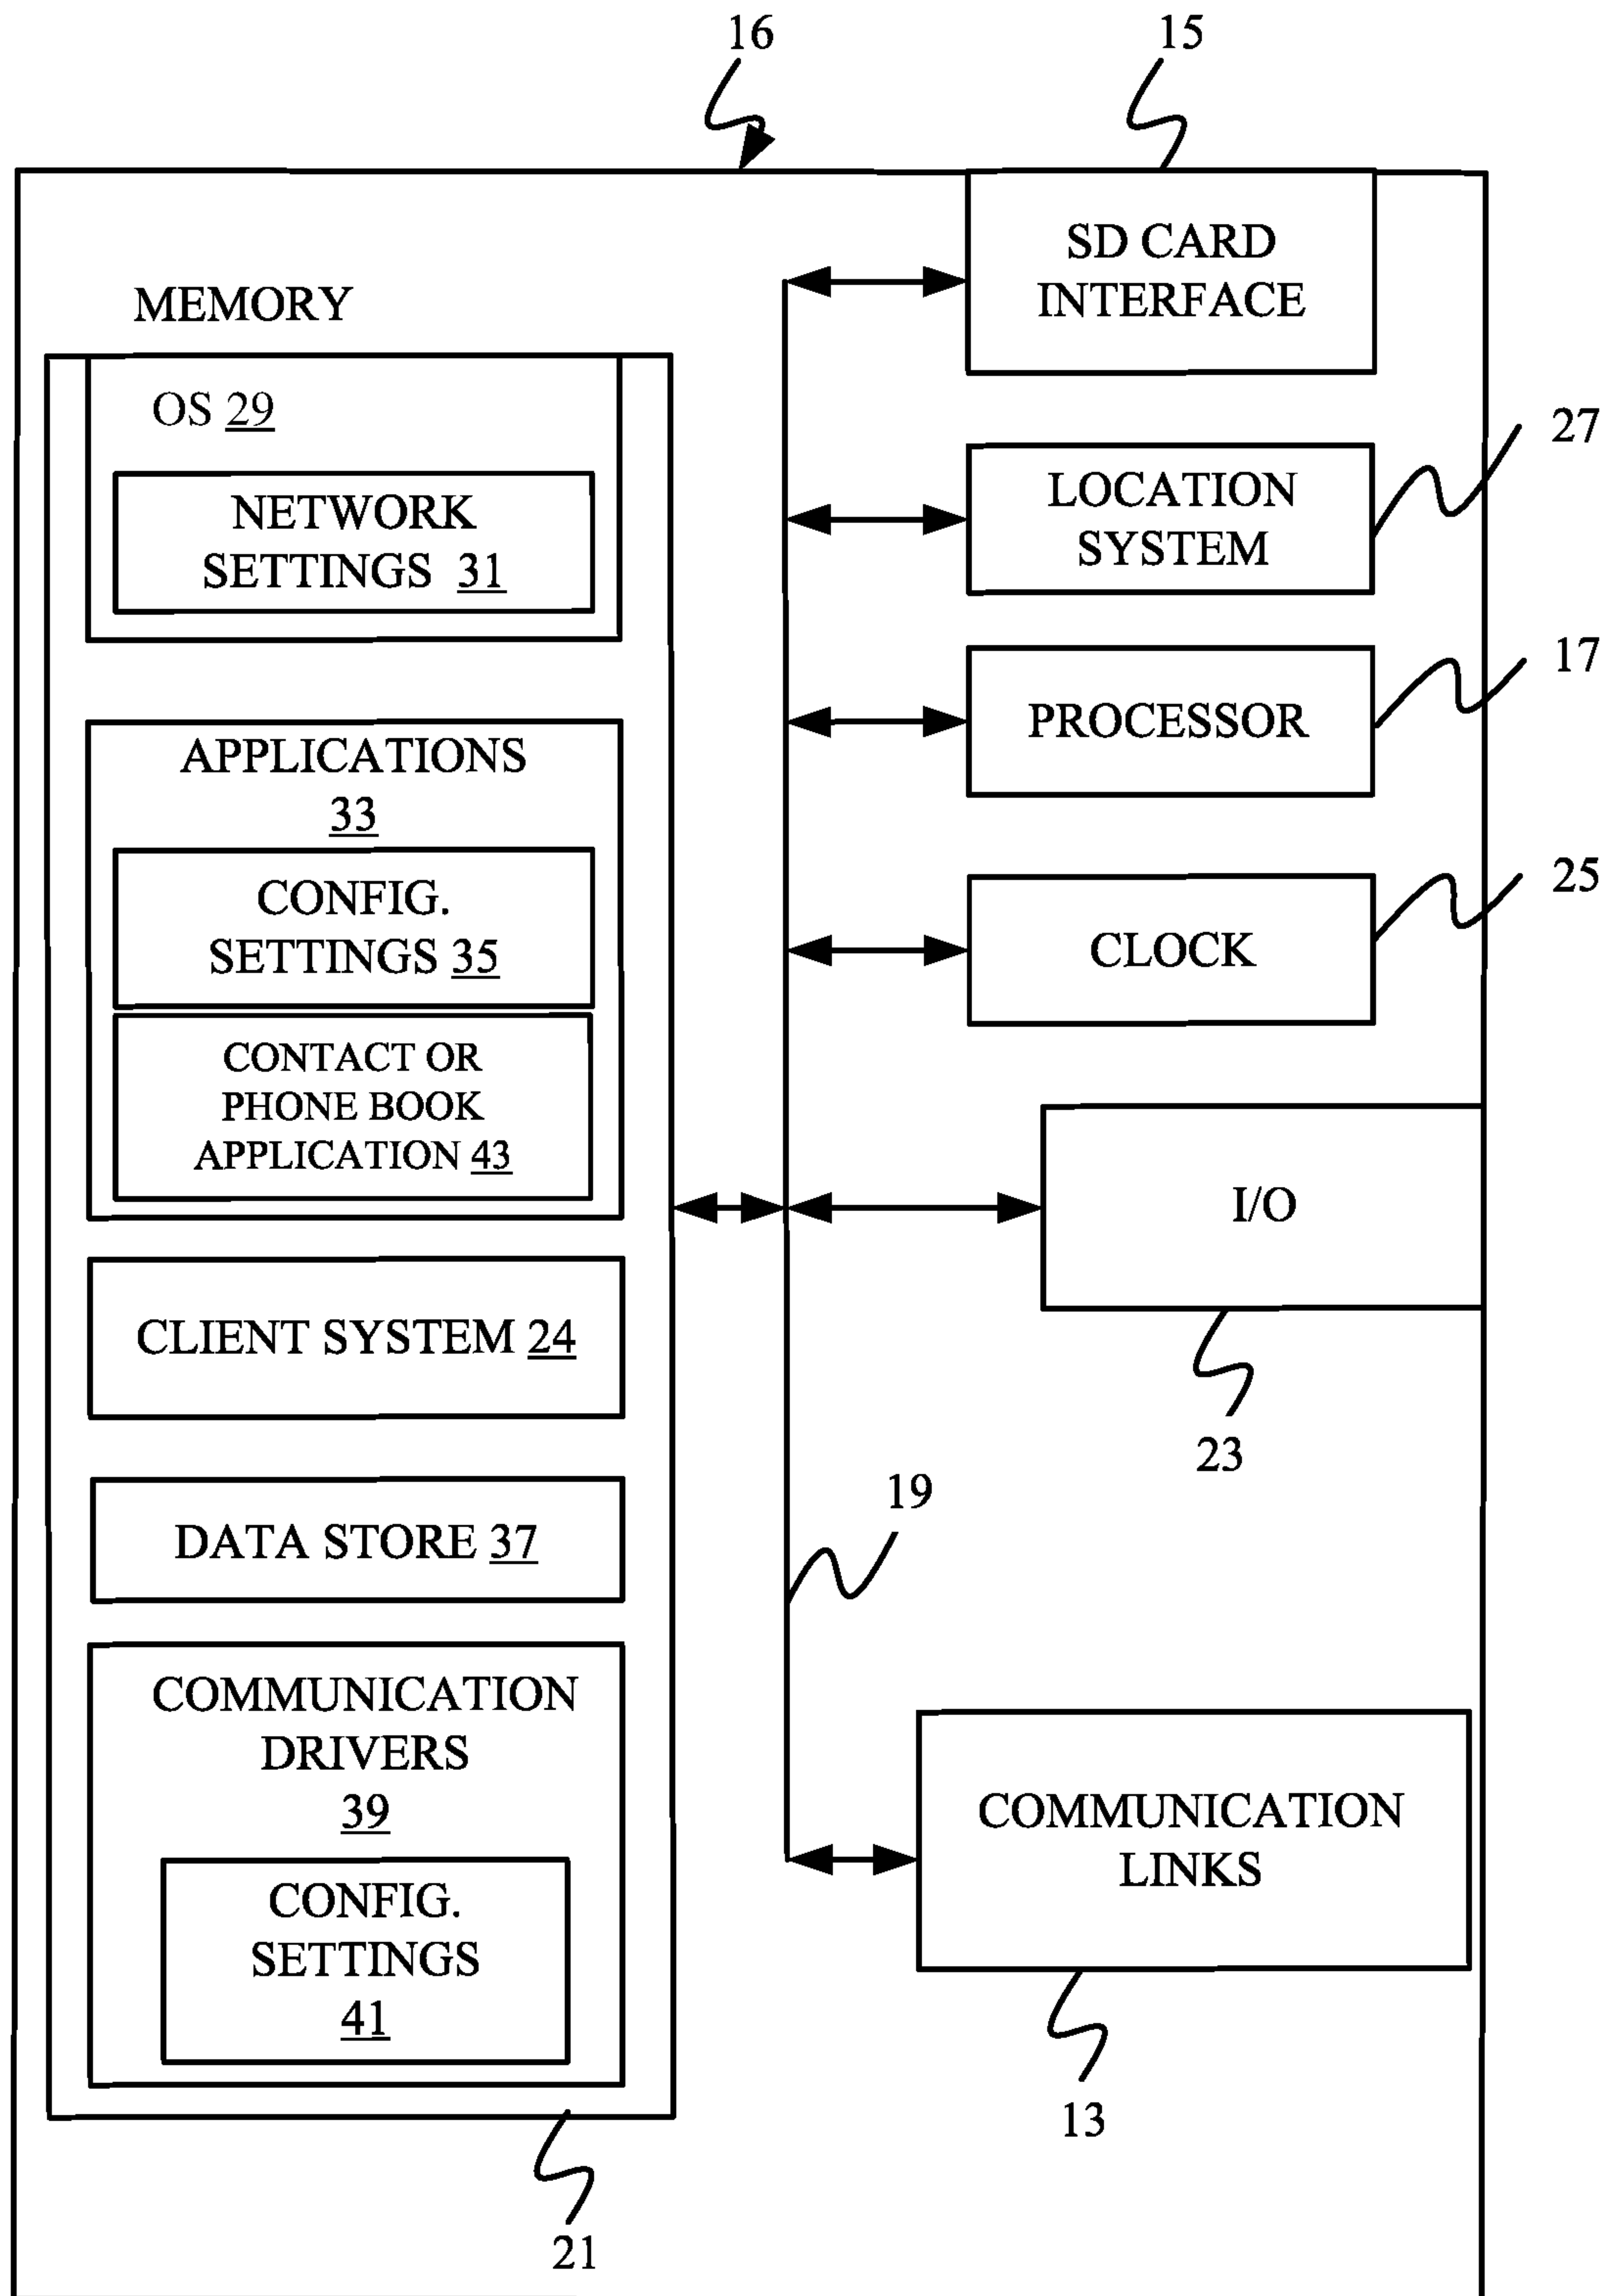 16
15
SD CARD
INTERFACE
MEMORY
OS 29
27
NETWORK
SETTINGS 31
LOCATION
SYSTEM
17
PROCESSOR
APPLICATIONS
33
25
CONFIG.
SETTINGS 35
CLOCK
CONTACT OR
PHONE BOOK
APPLICATION 43
I/O
CLIENT SYSTEM 24
23
19
DATA STORE 37
COMMUNICATION
DRIVERS
39
COMMUNICATION
LINKS
CONFIG.
SETTINGS
41
13
21